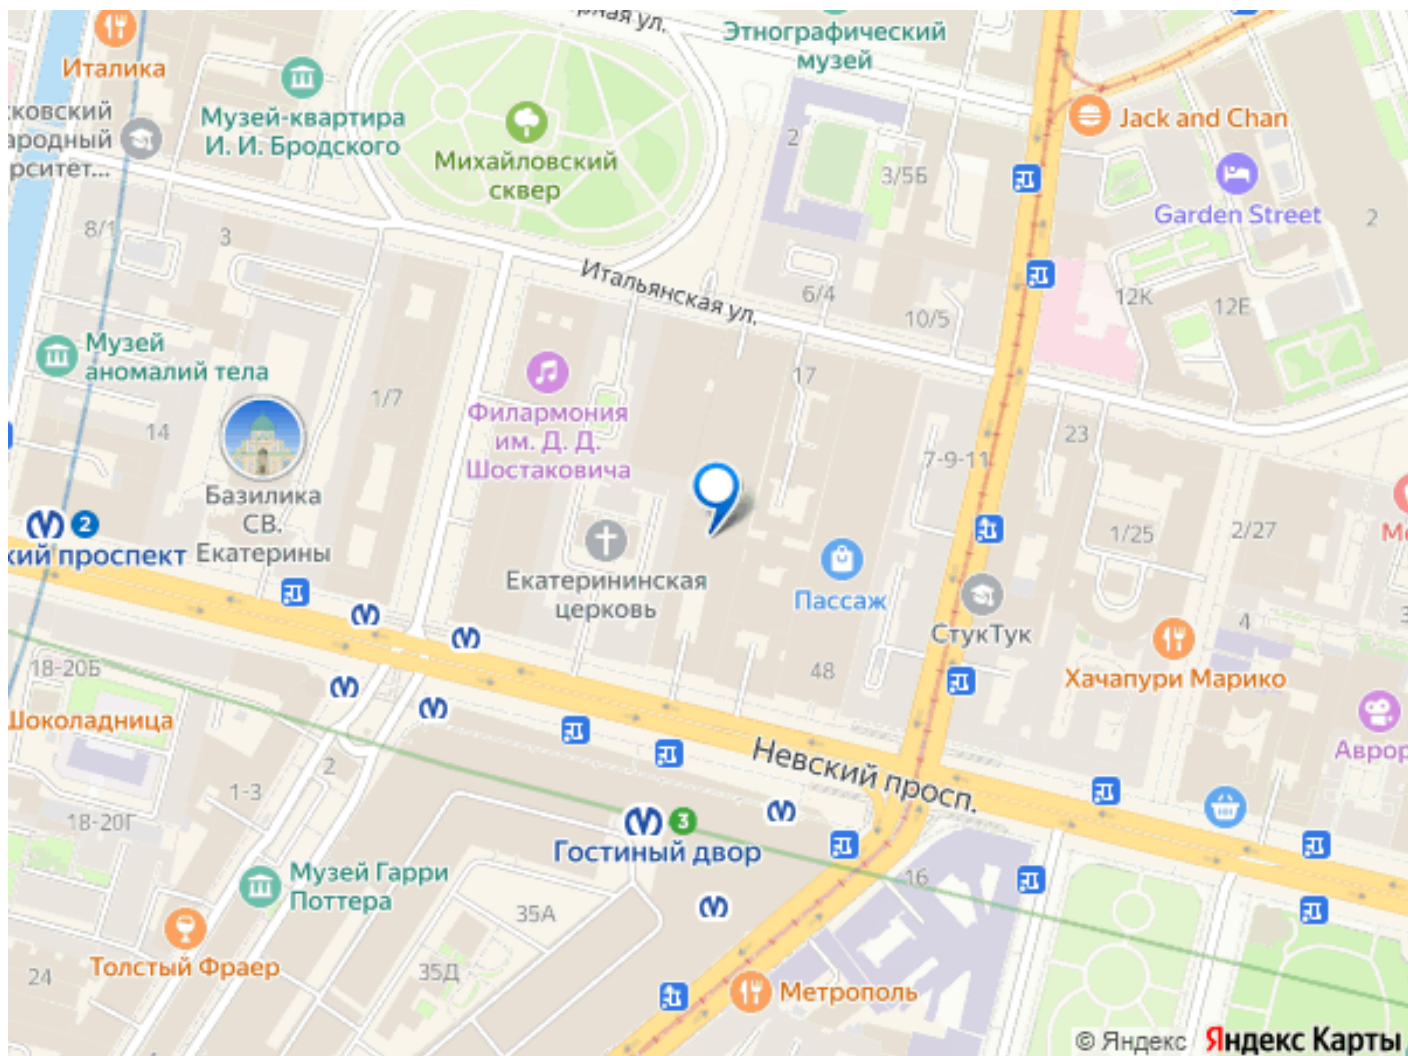 Италика
Музей-квартира
И. И. Бродского
Михайловский
сквер
Этнографический
музей
2
3/5Б
Jack and Chan
Garden Street
2
8/1
3
Итальянская ул.
6/4
10/5
12К
12Е
Музей
аномалий тела
1/7
14
Филармония
им. Д. Д.
Шостаковича
17
7-9-11
23
Базилика
СВ.
Екатерины
2
проспект
Екатерининская
церковь
Пассаж
СтукТук
1/25
2/27
4
Хачапури Марико
48
18-20Б
Шоколадница
2
1-3
18-20Г
Невский просп.
3
Гостиный двор
Музей Гарри
Поттера
35А
16
Толстый Фраер
24
35Д
Метрополь
© Яндекс Яндекс Карты